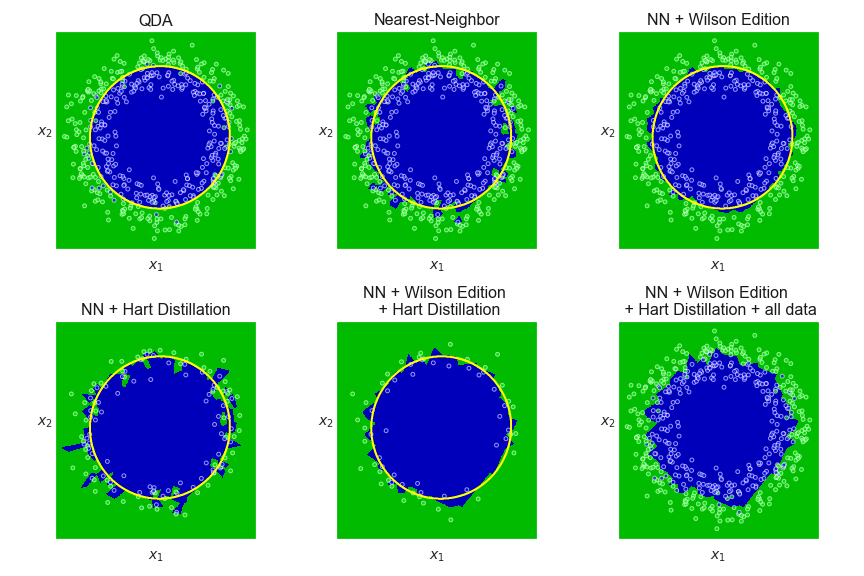 QDA
Nearest-Neighbor
NN + Wilson Edition
x₂
x₂
x₂
x₁
x₁
x₁
NN + Hart Distillation
NN + Wilson Edition
+ Hart Distillation
NN + Wilson Edition
+ Hart Distillation + all data
x₂
x₂
x₂
x₁
x₁
x₁